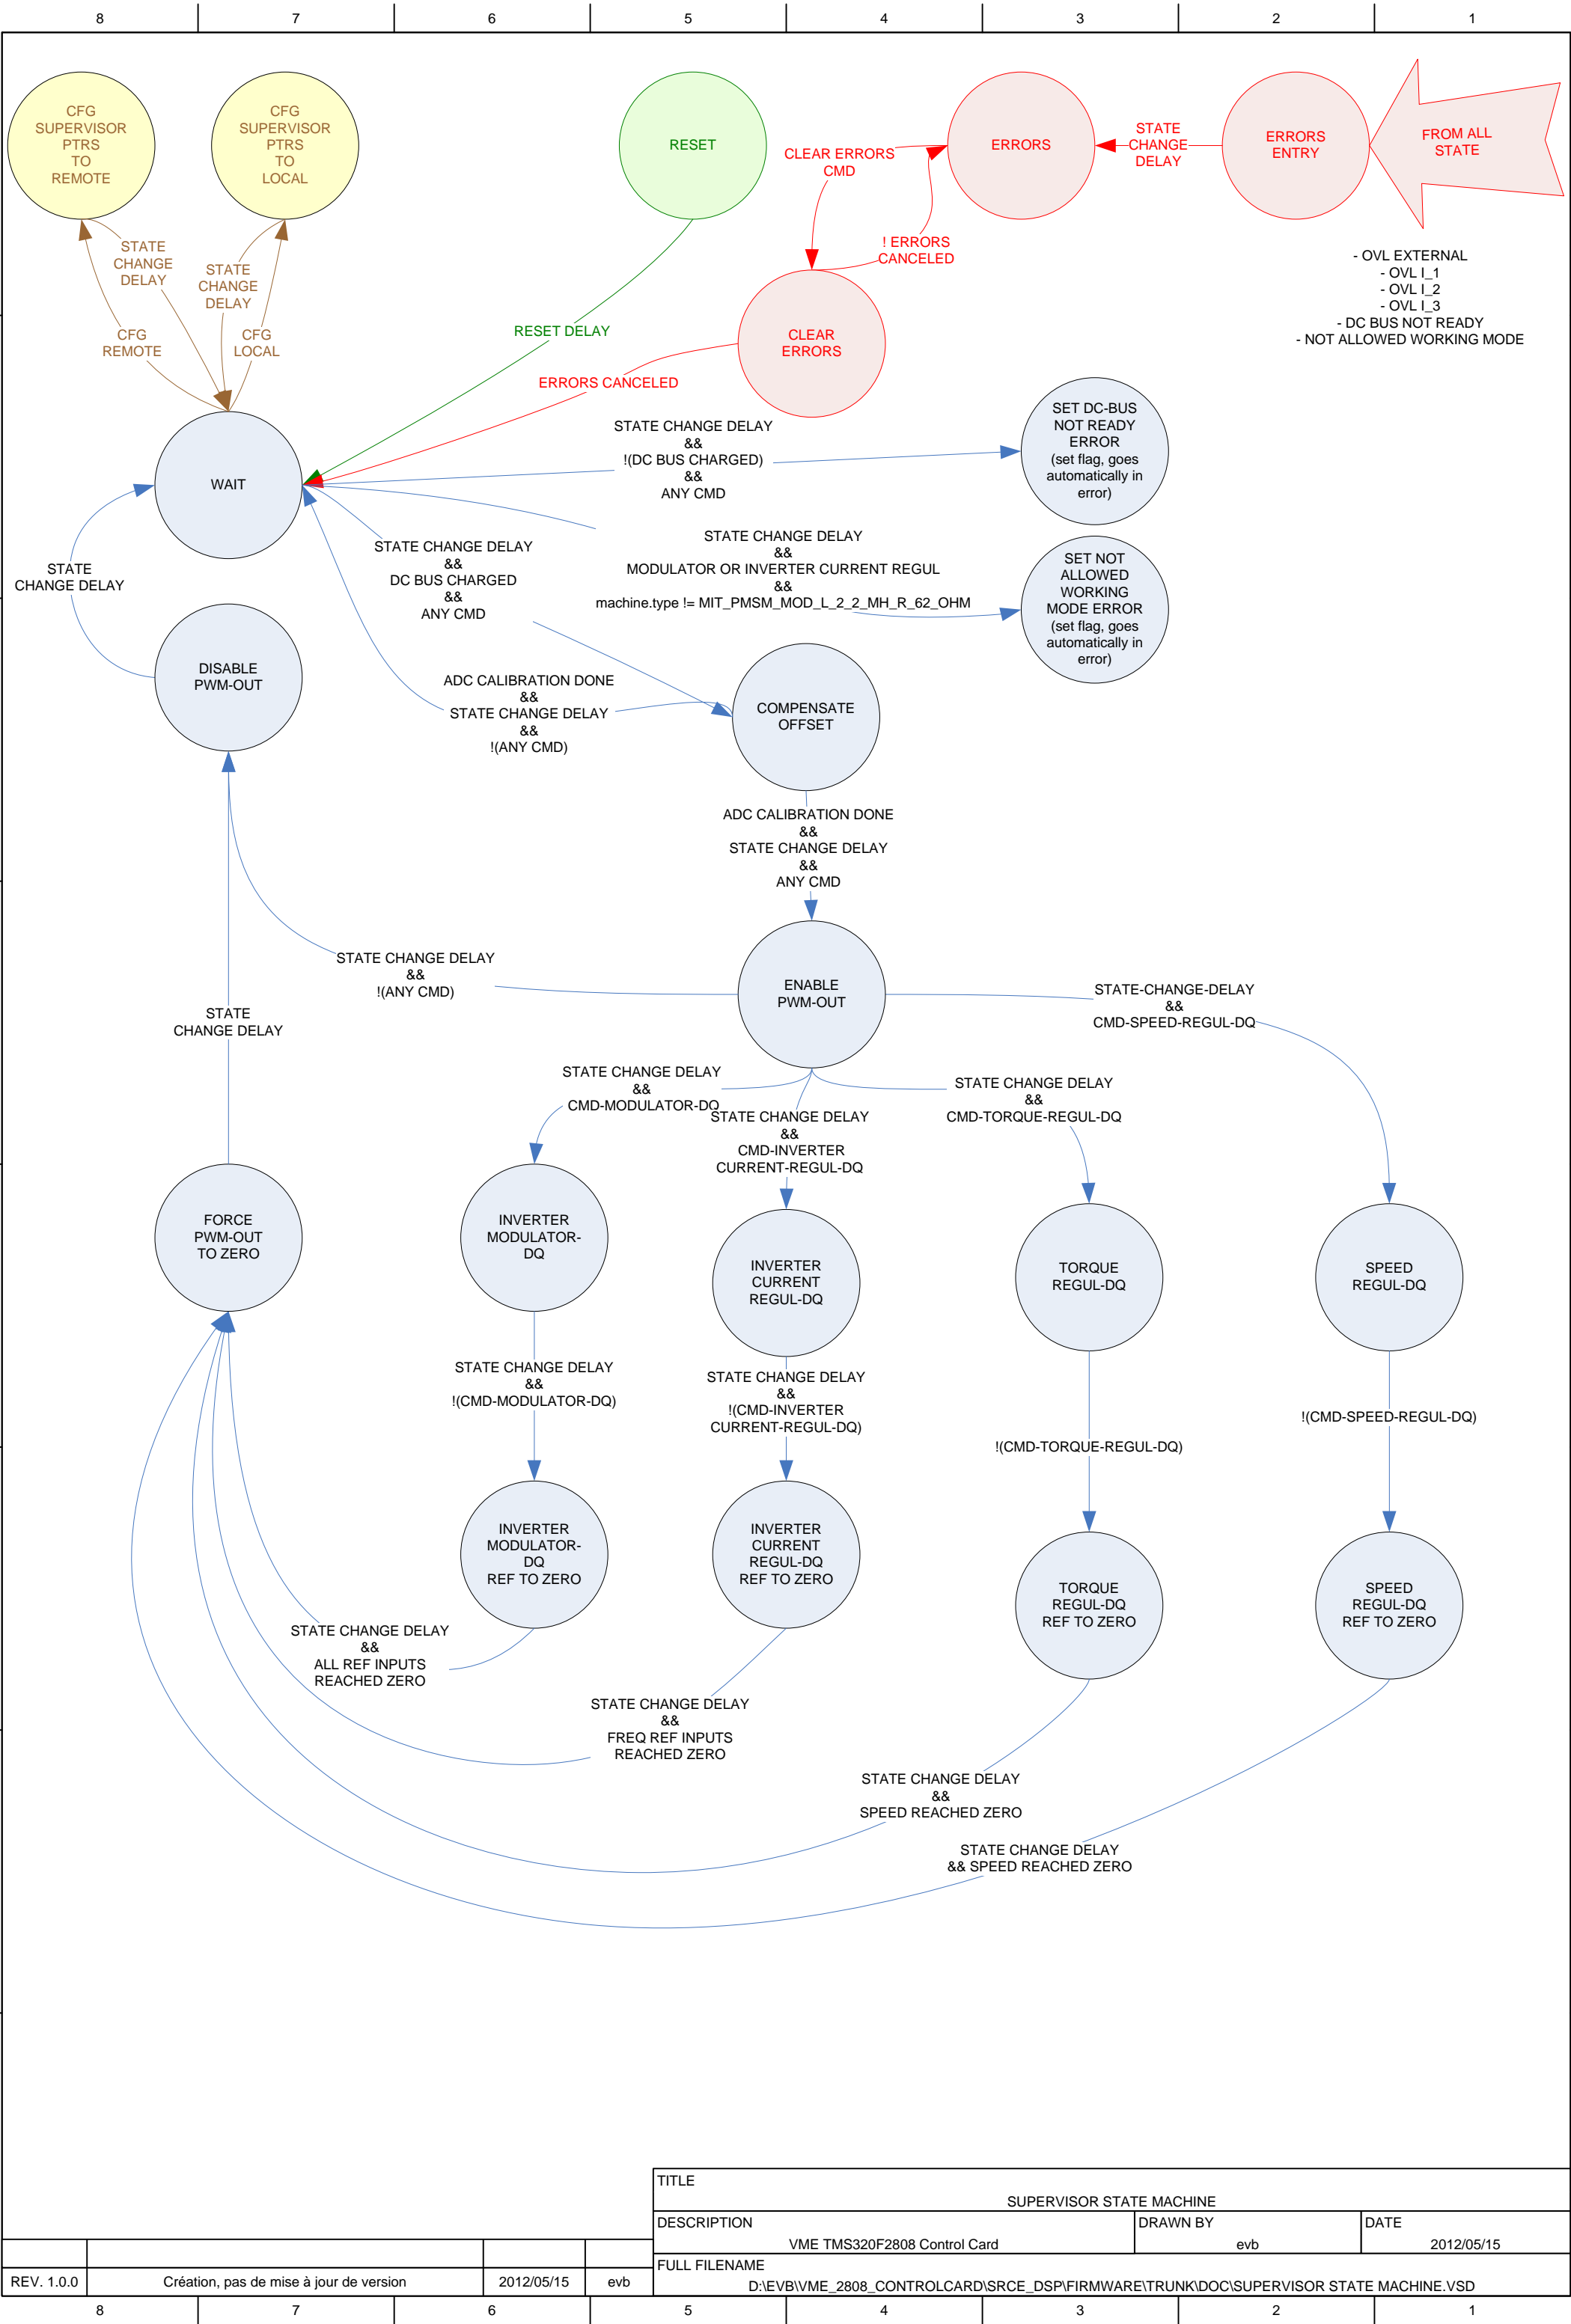 8 7 6 5 4 3 2 1
CFG
SUPERVISOR
PTRS
TO
REMOTE
CFG
SUPERVISOR
PTRS
TO
LOCAL
RESET
ERRORS
ERRORS
ENTRY
FROM ALL
STATE
STATE
CHANGE
DELAY
CLEAR ERRORS
CMD
! ERRORS
CANCELED
STATE
CHANGE
DELAY
STATE
CHANGE
DELAY
CFG
REMOTE
CFG
LOCAL
- OVL EXTERNAL
- OVL I_1
- OVL I_2
- OVL I_3
- DC BUS NOT READY
- NOT ALLOWED WORKING MODE
RESET DELAY
CLEAR
ERRORS
ERRORS CANCELED
WAIT
STATE CHANGE DELAY
&&
!(DC BUS CHARGED)
&&
ANY CMD
SET DC-BUS
NOT READY
ERROR
(set flag, goes
automatically in
error)
STATE CHANGE DELAY
&&
DC BUS CHARGED
&&
ANY CMD
STATE CHANGE DELAY
&&
MODULATOR OR INVERTER CURRENT REGUL
&&
machine.type != MIT_PMSM_MOD_L_2_2_MH_R_62_OHM
SET NOT
ALLOWED
WORKING
MODE ERROR
(set flag, goes
automatically in
error)
STATE
CHANGE DELAY
DISABLE
PWM-OUT
ADC CALIBRATION DONE
&&
STATE CHANGE DELAY
&&
!(ANY CMD)
COMPENSATE
OFFSET
ADC CALIBRATION DONE
&&
STATE CHANGE DELAY
&&
ANY CMD
STATE CHANGE DELAY
&&
!(ANY CMD)
ENABLE
PWM-OUT
STATE-CHANGE-DELAY
&&
CMD-SPEED-REGUL-DQ
STATE
CHANGE DELAY
STATE CHANGE DELAY
&&
CMD-MODULATOR-DQ
STATE CHANGE DELAY
&&
CMD-INVERTER
CURRENT-REGUL-DQ
STATE CHANGE DELAY
&&
CMD-TORQUE-REGUL-DQ
FORCE
PWM-OUT
TO ZERO
INVERTER
MODULATOR-
DQ
INVERTER
CURRENT
REGUL-DQ
TORQUE
REGUL-DQ
SPEED
REGUL-DQ
STATE CHANGE DELAY
&&
!(CMD-MODULATOR-DQ)
STATE CHANGE DELAY
&&
!(CMD-INVERTER
CURRENT-REGUL-DQ)
!(CMD-TORQUE-REGUL-DQ)
!(CMD-SPEED-REGUL-DQ)
INVERTER
MODULATOR-
DQ
REF TO ZERO
INVERTER
CURRENT
REGUL-DQ
REF TO ZERO
TORQUE
REGUL-DQ
REF TO ZERO
SPEED
REGUL-DQ
REF TO ZERO
STATE CHANGE DELAY
&&
ALL REF INPUTS
REACHED ZERO
STATE CHANGE DELAY
&&
FREQ REF INPUTS
REACHED ZERO
STATE CHANGE DELAY
&&
SPEED REACHED ZERO
STATE CHANGE DELAY
&& SPEED REACHED ZERO
TITLE
SUPERVISOR STATE MACHINE
DESCRIPTION DRAWN BY DATE
VME TMS320F2808 Control Card evb 2012/05/15
FULL FILENAME
REV. 1.0.0 Création, pas de mise à jour de version 2012/05/15 evb D:\EVB\VME_2808_CONTROLCARD\SRCE_DSP\FIRMWARE\TRUNK\DOC\SUPERVISOR STATE MACHINE.VSD
8 7 6 5 4 3 2 1